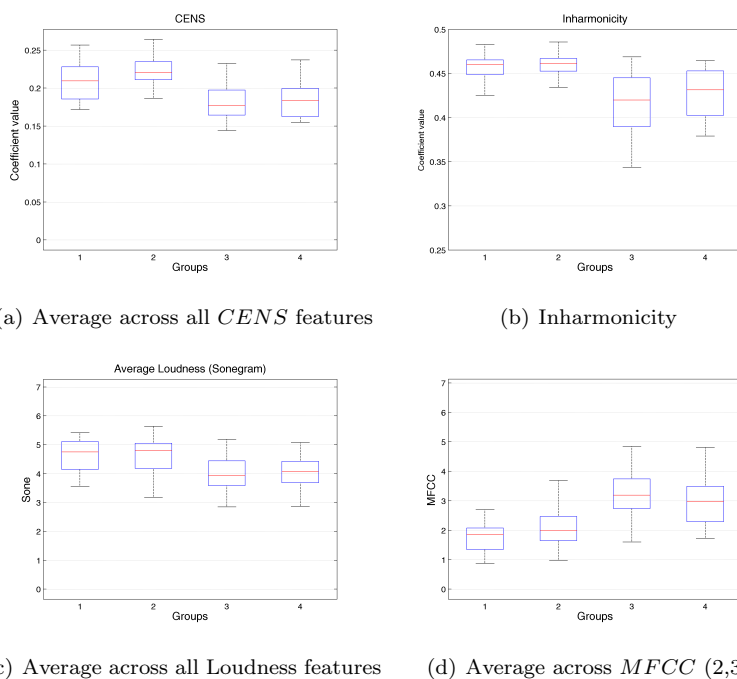 CENS
0.25
0.2
0.15
0.1
0.05
0
Coefficient value
1 2 3 4
Groups
Inharmonicity
0.5
0.45
0.4
0.35
0.3
0.25
Coefficient value
1 2 3 4
Groups
a) Average across all CENS features
(b) Inharmonicity
Average Loudness (Sonegram)
7
6
5
4
3
2
1
0
Sone
1 2 3 4
Groups
7
6
5
4
3
2
1
0
MFCC
1 2 3 4
Groups
c) Average across all Loudness features
(d) Average across MFCC (2,3